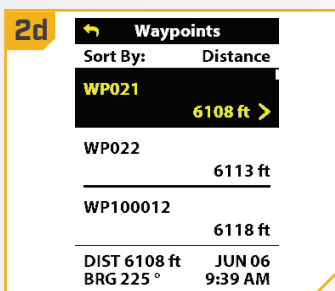 2d
Waypoints
Sort By: Distance
WP021
6108 ft
WP022
6113 ft
WP100012
6118 ft
DIST 6108 ft JUN 06
BRG 225 ° 9:39 AM